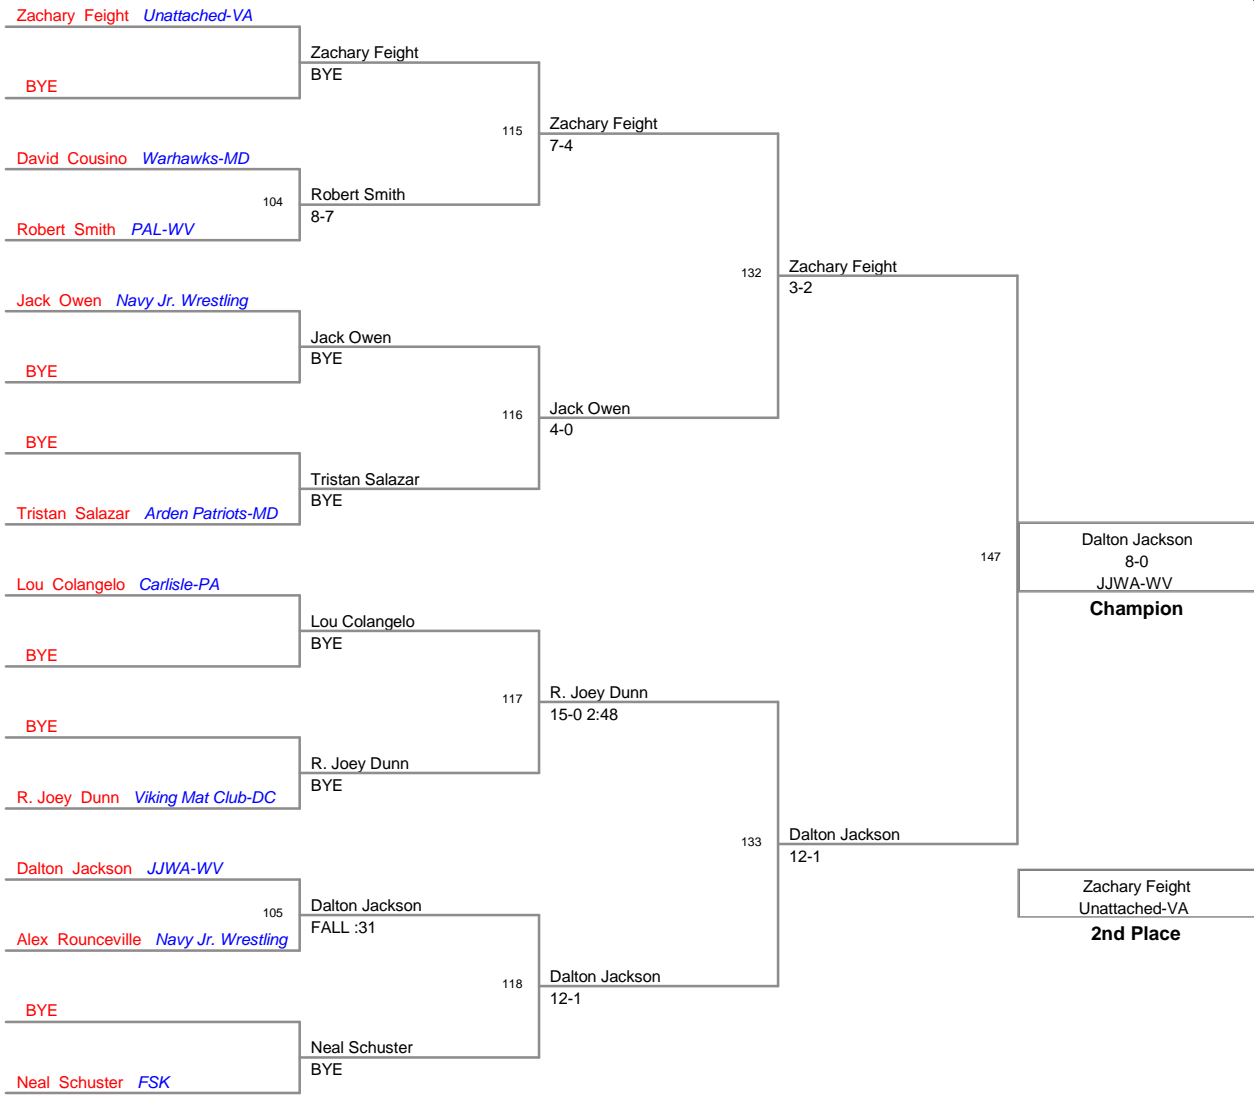 Zachary Feight Unattached-VA
Zachary Feight
BYE
BYE
115
Zachary Feight
7-4
David Cousino Warhawks-MD
104
Robert Smith
8-7
Robert Smith PAL-WV
132
Zachary Feight
3-2
Jack Owen Navy Jr. Wrestling
Jack Owen
BYE
BYE
116
Jack Owen
4-0
BYE
Tristan Salazar
BYE
Tristan Salazar Arden Patriots-MD
147
Dalton Jackson
8-0
JJWA-WV
Champion
Lou Colangelo Carlisle-PA
Lou Colangelo
BYE
BYE
117
R. Joey Dunn
15-0 2:48
BYE
R. Joey Dunn
BYE
R. Joey Dunn Viking Mat Club-DC
133
Dalton Jackson
12-1
Dalton Jackson JJWA-WV
105
Dalton Jackson
FALL :31
Alex Rounceville Navy Jr. Wrestling
Zachary Feight
Unattached-VA
2nd Place
118
Dalton Jackson
12-1
BYE
Neal Schuster
BYE
Neal Schuster FSK